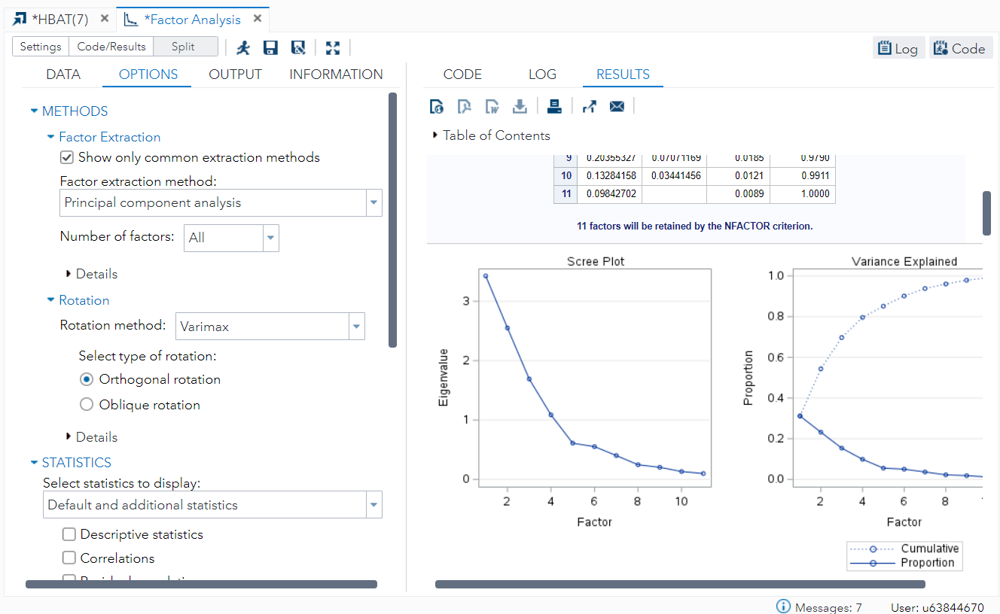 *HBAT(7) × *Factor Analysis ×
Settings Code/Results Split
Log Code
DATA OPTIONS OUTPUT INFORMATION
METHODS
Factor Extraction
Show only common extraction methods
Factor extraction method:
Principal component analysis
Number of factors: All
Details
Rotation
Rotation method: Varimax
Select type of rotation:
Orthogonal rotation
Oblique rotation
Details
STATISTICS
Select statistics to display:
Default and additional statistics
Descriptive statistics
Correlations
CODE LOG RESULTS
Table of Contents
9 0.20355327 0.07071169 0.0185 0.9790
10 0.13284158 0.03441456 0.0121 0.9911
11 0.09842702 0.0089 1.0000
11 factors will be retained by the NFACTOR criterion.
Scree Plot
3
2
1
0
Eigenvalue
2 4 6 8 10
Factor
Variance Explained
1.0
0.8
0.6
0.4
0.2
0.0
Proportion
2 4 6 8
Factor
Cumulative
Proportion
Messages: 7 User: u63844670